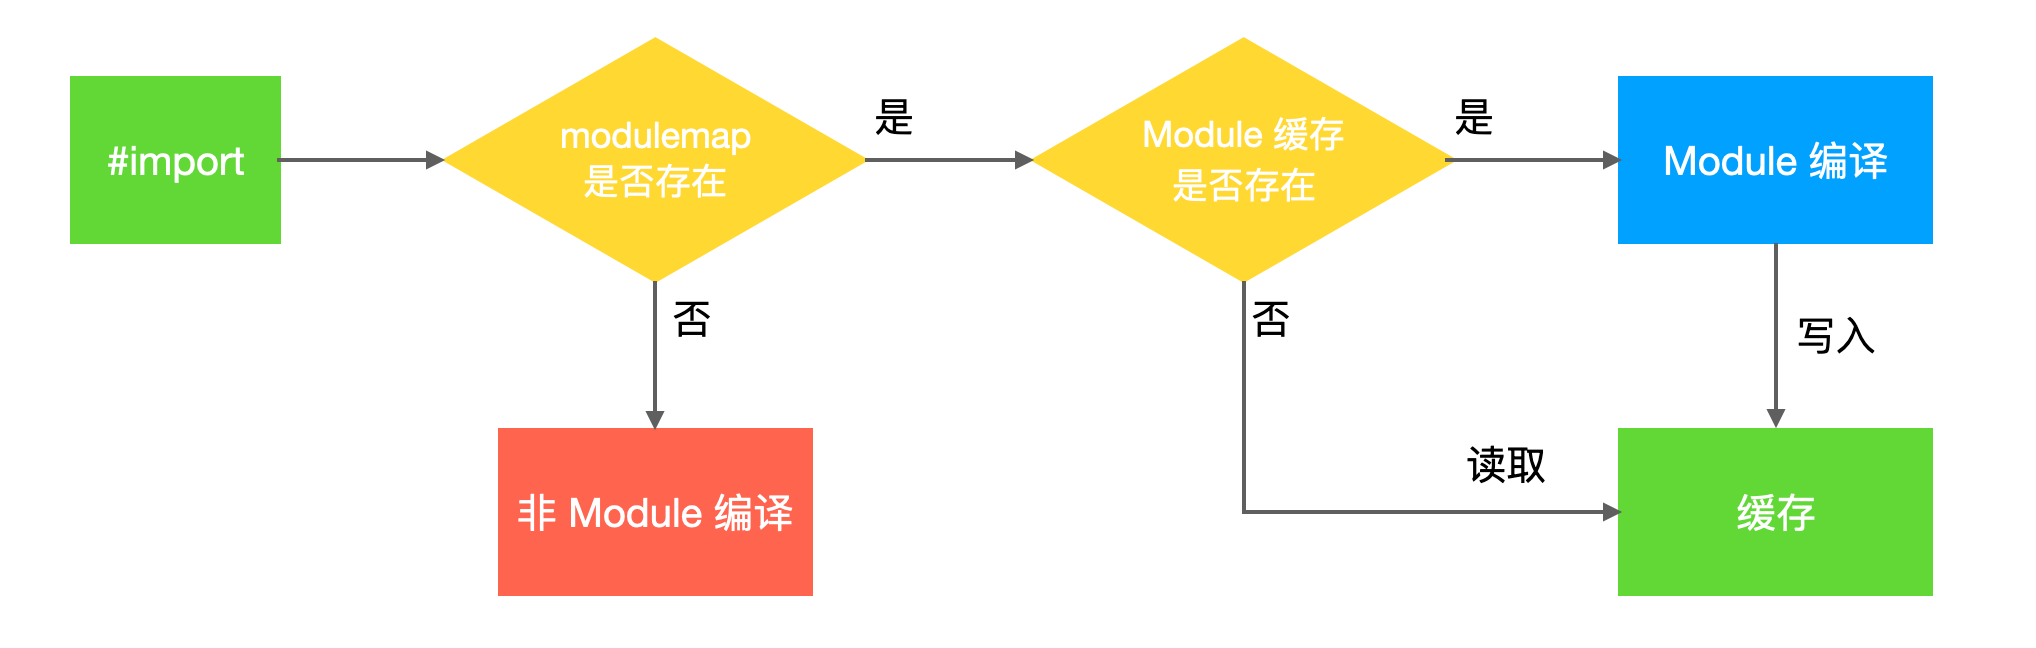 #import
modulemap
是否存在
是
Module 缓存
是否存在
是
Module 编译
否
否
写入
读取
非 Module 编译
缓存